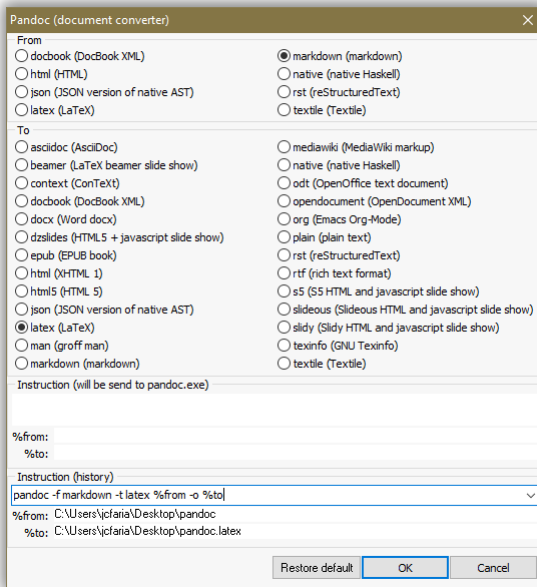 Pandoc (document converter)
From
docbook (DocBook XML)
html (HTML)
json (JSON version of native AST)
latex (LaTeX)
markdown (markdown)
native (native Haskell)
rst (reStructuredText)
textile (Textile)
To
asciidoc (AsciiDoc)
beamer (LaTeX beamer slide show)
context (ConTeXt)
docbook (DocBook XML)
docx (Word docx)
dzslides (HTML5 + javascript slide show)
epub (EPUB book)
html (XHTML 1)
html5 (HTML 5)
json (JSON version of native AST)
latex (LaTeX)
man (groff man)
markdown (markdown)
mediawiki (MediaWiki markup)
native (native Haskell)
odt (OpenOffice text document)
opendocument (OpenDocument XML)
org (Emacs Org-Mode)
plain (plain text)
rst (reStructuredText)
rtf (rich text format)
s5 (S5 HTML and javascript slide show)
slideous (Slideous HTML and javascript slide show)
slidy (Slidy HTML and javascript slide show)
texinfo (GNU Texinfo)
textile (Textile)
Instruction (will be send to pandoc.exe)
%from:
%to:
Instruction (history)
pandoc -f markdown -t latex %from -o %to
%from: C:\Users\jcfaria\Desktop\pandoc
%to: C:\Users\jcfaria\Desktop\pandoc.latex
Restore default OK Cancel